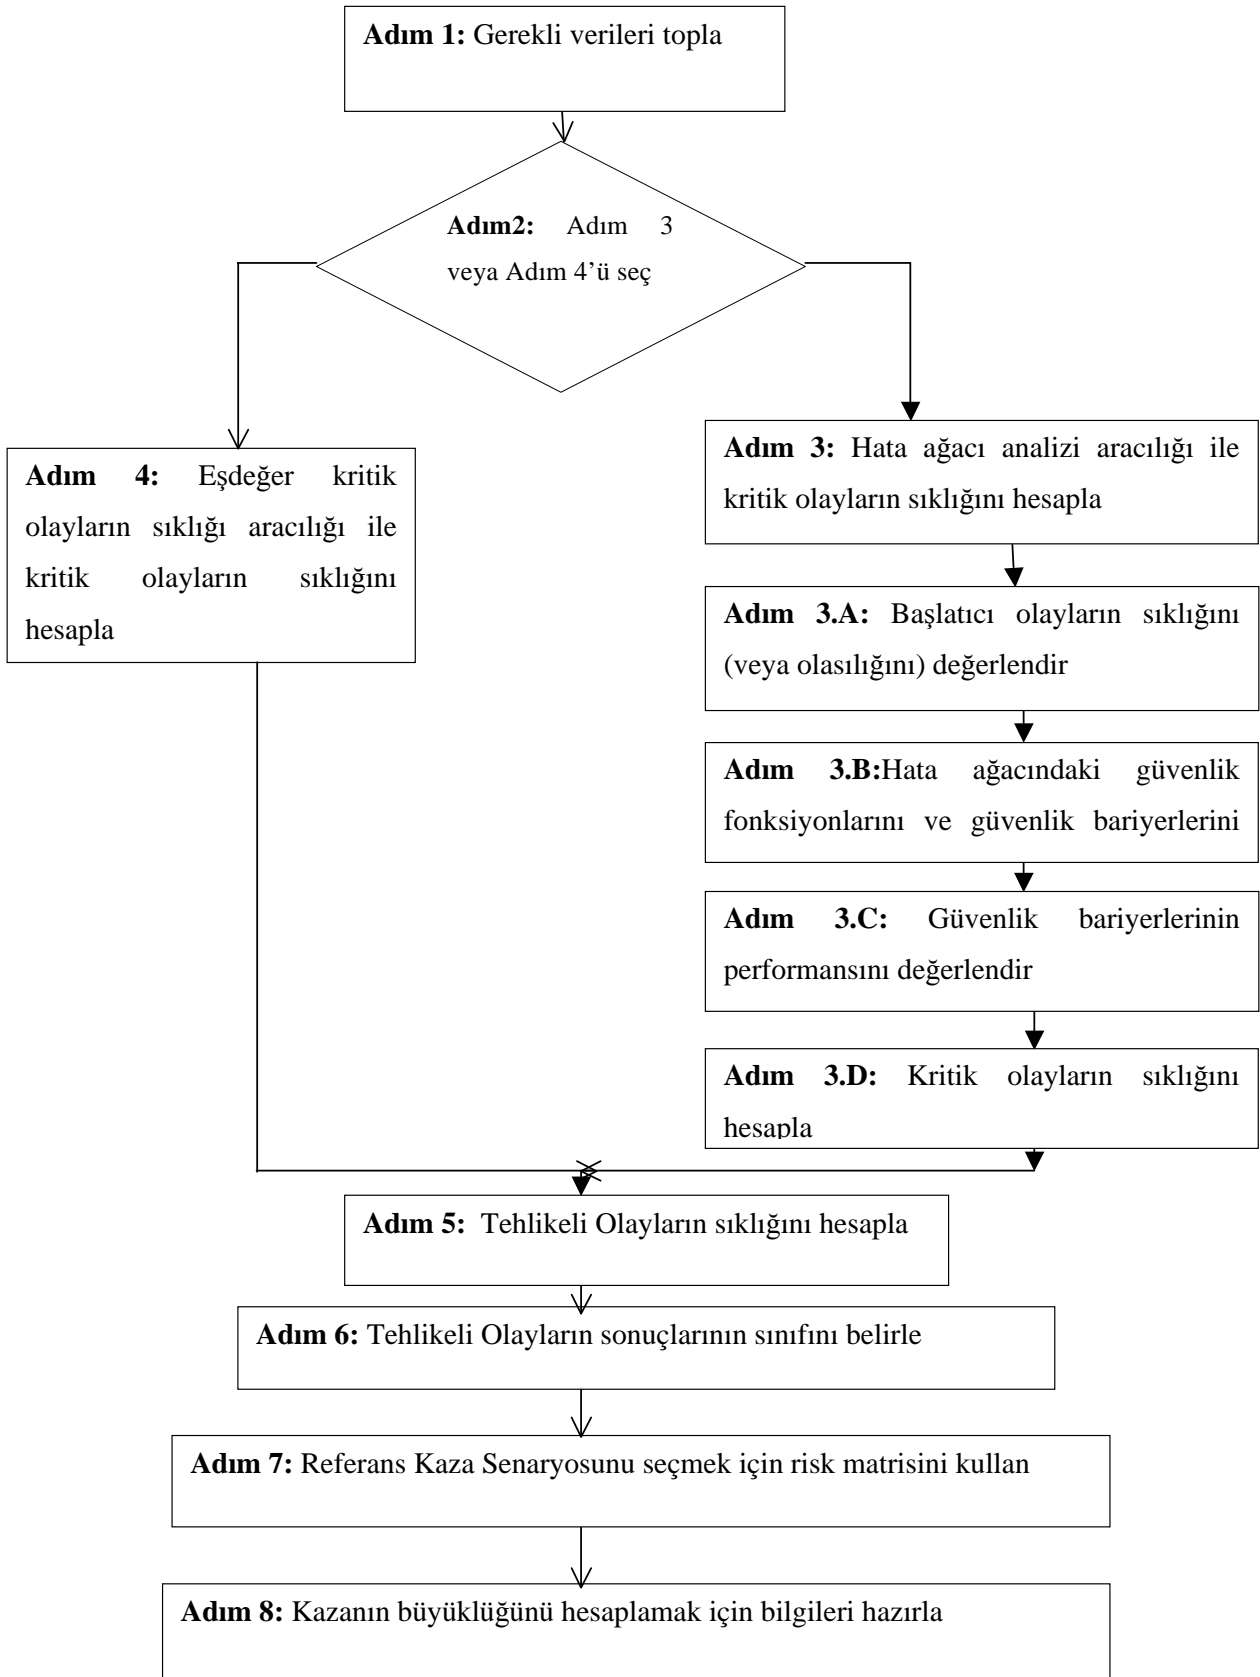 Adım 1: Gerekli verileri topla
Adım2: Adım 3
veya Adım 4’ü seç
Adım 4: Eşdeğer kritik
olayların sıklığı aracılığı ile
kritik olayların sıklığını
hesapla
Adım 3: Hata ağacı analizi aracılığı ile
kritik olayların sıklığını hesapla
Adım 3.A: Başlatıcı olayların sıklığını
(veya olasılığını) değerlendir
Adım 3.B:Hata ağacındaki güvenlik
fonksiyonlarını ve güvenlik bariyerlerini
Adım 3.C: Güvenlik bariyerlerinin
performansını değerlendir
Adım 3.D: Kritik olayların sıklığını
hesapla
Adım 5: Tehlikeli Olayların sıklığını hesapla
Adım 6: Tehlikeli Olayların sonuçlarının sınıfını belirle
Adım 7: Referans Kaza Senaryosunu seçmek için risk matrisini kullan
Adım 8: Kazanın büyüklüğünü hesaplamak için bilgileri hazırla